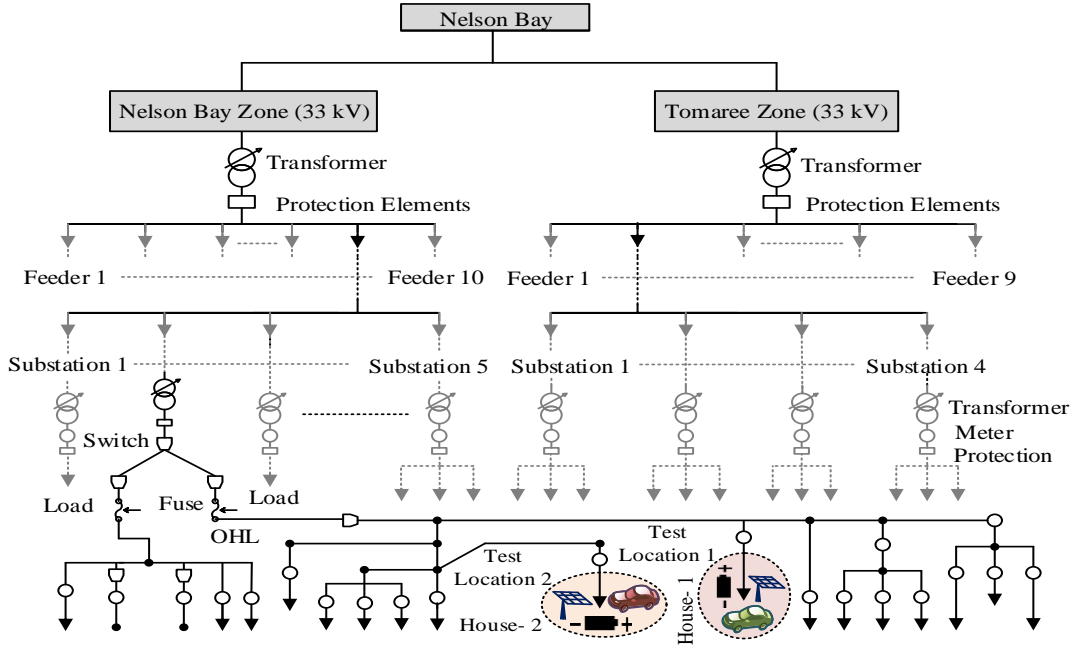 Nelson Bay
Nelson Bay Zone (33 kV)
Tomaree Zone (33 kV)
Transformer
Transformer
Protection Elements
Protection Elements
Feeder 1
Feeder 10
Feeder 1
Feeder 9
Substation 1
Substation 5
Substation 1
Substation 4
Transformer
Meter
Protection
Switch
Load
Fuse
Load
OHL
Test
Location 1
Test
Location 2
House- 2
House- 1